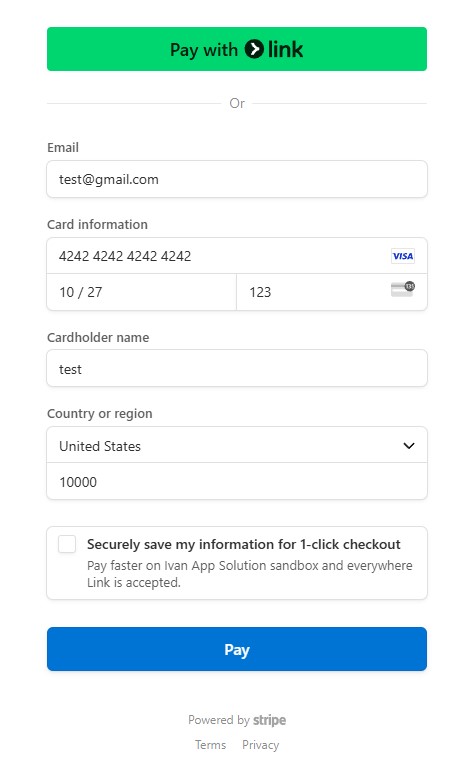 Pay with link
Or
Email
test@gmail.com
Card information
4242 4242 4242 4242 VISA
10 / 27 123 135
Cardholder name
test
Country or region
United States
10000
Securely save my information for 1-click checkout
Pay faster on Ivan App Solution sandbox and everywhere
Link is accepted.
Pay
Powered by stripe
Terms Privacy